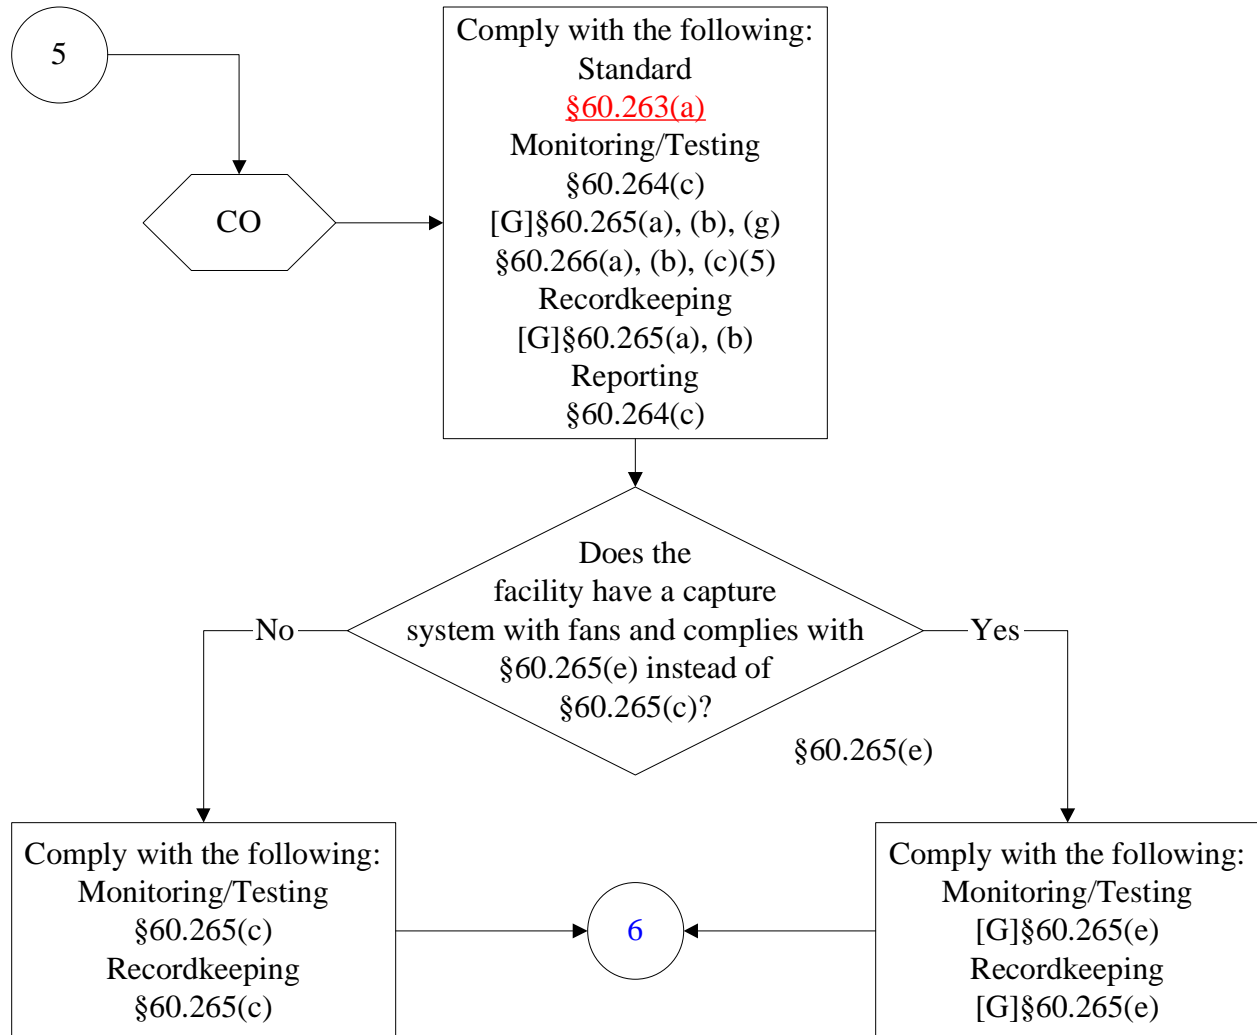 5
Comply with the following:
Standard
§60.263(a)
Monitoring/Testing
§60.264(c)
[G]§60.265(a), (b), (g)
§60.266(a), (b), (c)(5)
Recordkeeping
[G]§60.265(a), (b)
Reporting
§60.264(c)
CO
Does the
facility have a capture
system with fans and complies with
§60.265(e) instead of
§60.265(c)?
No
Yes
§60.265(e)
Comply with the following:
Monitoring/Testing
§60.265(c)
Recordkeeping
§60.265(c)
6
Comply with the following:
Monitoring/Testing
[G]§60.265(e)
Recordkeeping
[G]§60.265(e)